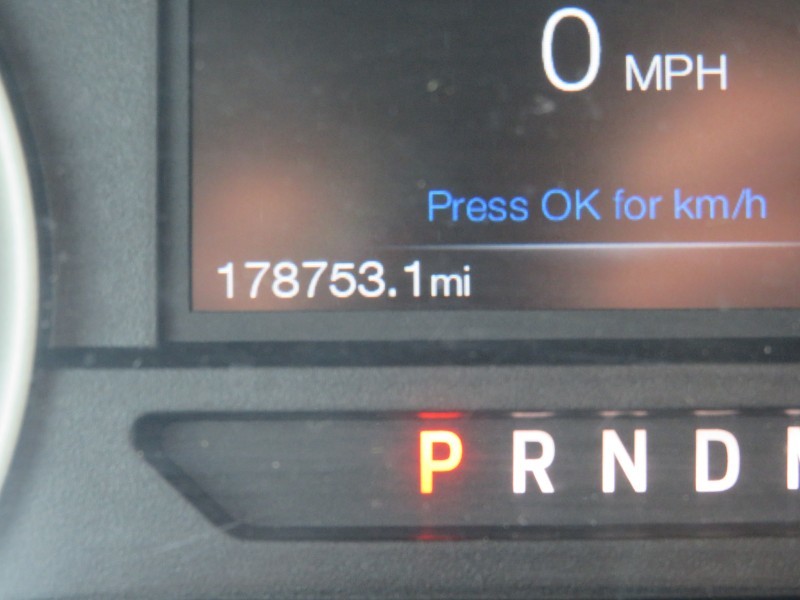 0 MPH
Press OK for km/h
178753.1mi
P R N D